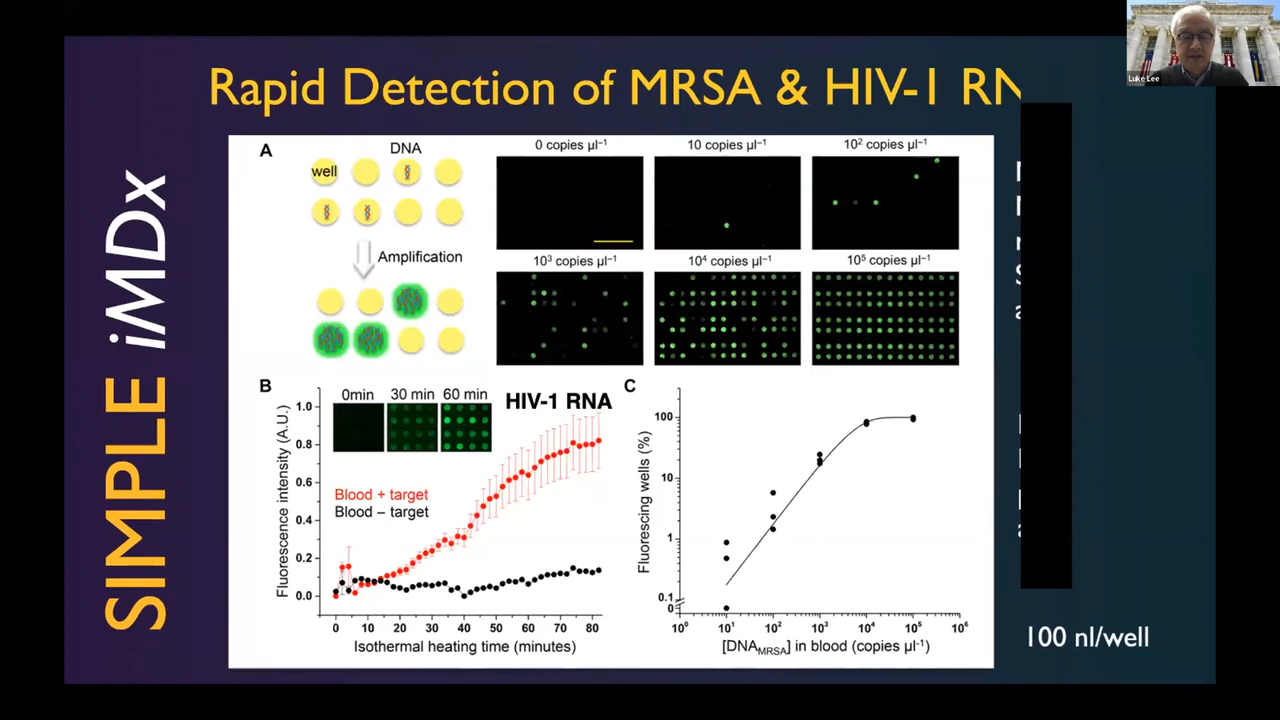 Luke Lee
Rapid Detection of MRSA & HIV-1
SIMPLE iMDx
A
DNA
well
Amplification
0 copies µl⁻¹
10 copies µl⁻¹
10² copies µl⁻¹
10³ copies µl⁻¹
10⁴ copies µl⁻¹
10⁵ copies µl⁻¹
B
0min
30 min
60 min
HIV-1 RNA
Blood + target
Blood – target
Fluorescence intensity (A.U.)
1.0
0.8
0.6
0.4
0.2
0.0
0 10 20 30 40 50 60 70 80
Isothermal heating time (minutes)
C
Fluorescing wells (%)
100
10
1
0.1
0
10⁰ 10¹ 10² 10³ 10⁴ 10⁵ 10⁶
[DNA_MRSA] in blood (copies µl⁻¹)
100 nl/well